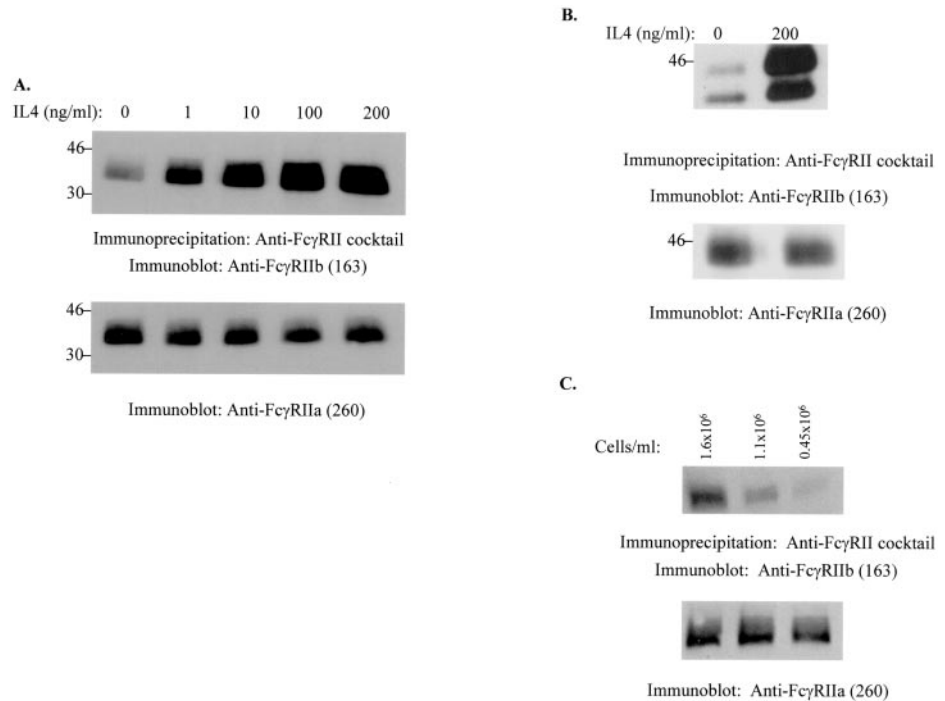 A.
IL4 (ng/ml): 0 1 10 100 200
46
30
Immunoprecipitation: Anti-FcγRII cocktail
Immunoblot: Anti-FcγRIIb (163)
46
30
Immunoblot: Anti-FcγRIIa (260)
B.
IL4 (ng/ml): 0 200
46
Immunoprecipitation: Anti-FcγRII cocktail
Immunoblot: Anti-FcγRIIb (163)
46
Immunoblot: Anti-FcγRIIa (260)
C.
Cells/ml: 1.6x10⁶ 1.1x10⁶ 0.45x10⁶
Immunoprecipitation: Anti-FcγRII cocktail
Immunoblot: Anti-FcγRIIb (163)
Immunoblot: Anti-FcγRIIa (260)